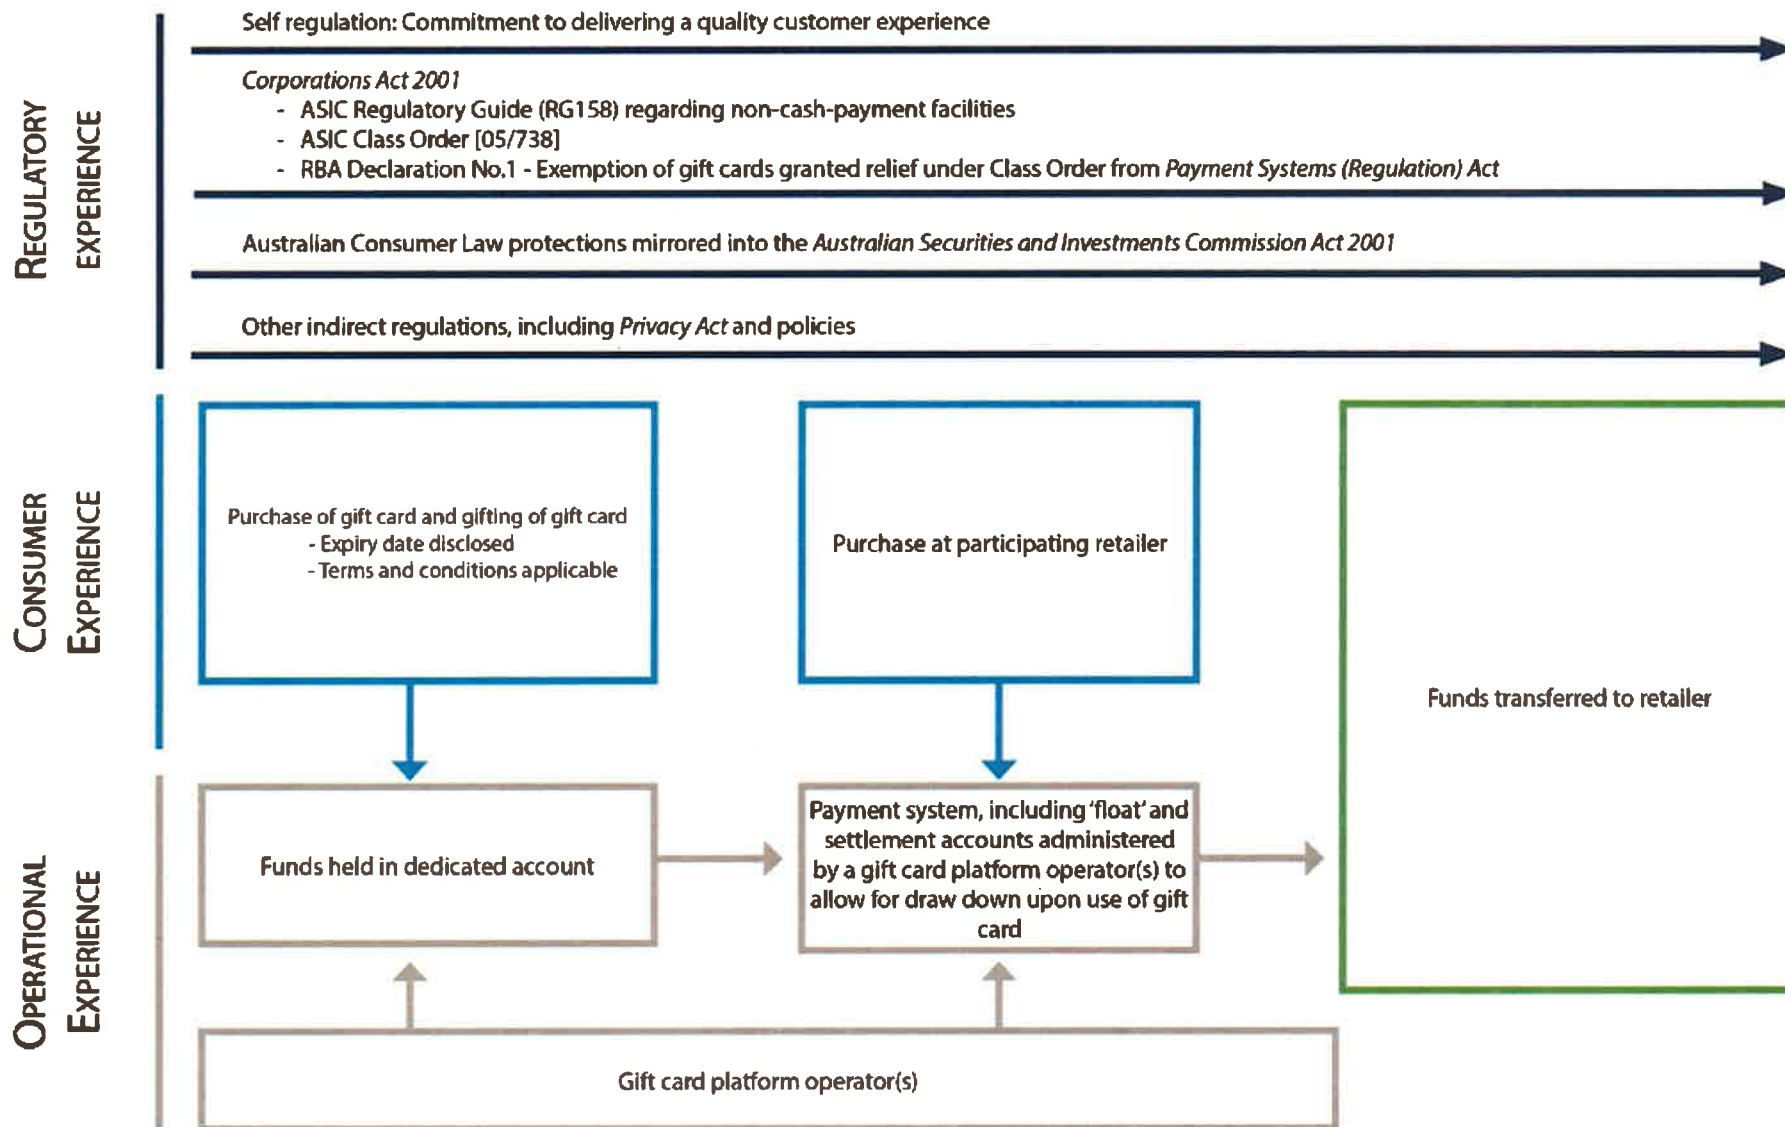 REGULATORY
EXPERIENCE
Self regulation: Commitment to delivering a quality customer experience
Corporations Act 2001
- ASIC Regulatory Guide (RG158) regarding non-cash-payment facilities
- ASIC Class Order [05/738]
- RBA Declaration No.1 - Exemption of gift cards granted relief under Class Order from Payment Systems (Regulation) Act
Australian Consumer Law protections mirrored into the Australian Securities and Investments Commission Act 2001
Other indirect regulations, including Privacy Act and policies
CONSUMER
EXPERIENCE
Purchase of gift card and gifting of gift card
- Expiry date disclosed
- Terms and conditions applicable
Purchase at participating retailer
Funds transferred to retailer
OPERATIONAL
EXPERIENCE
Funds held in dedicated account
Payment system, including 'float' and
settlement accounts administered
by a gift card platform operator(s) to
allow for draw down upon use of gift
card
Gift card platform operator(s)